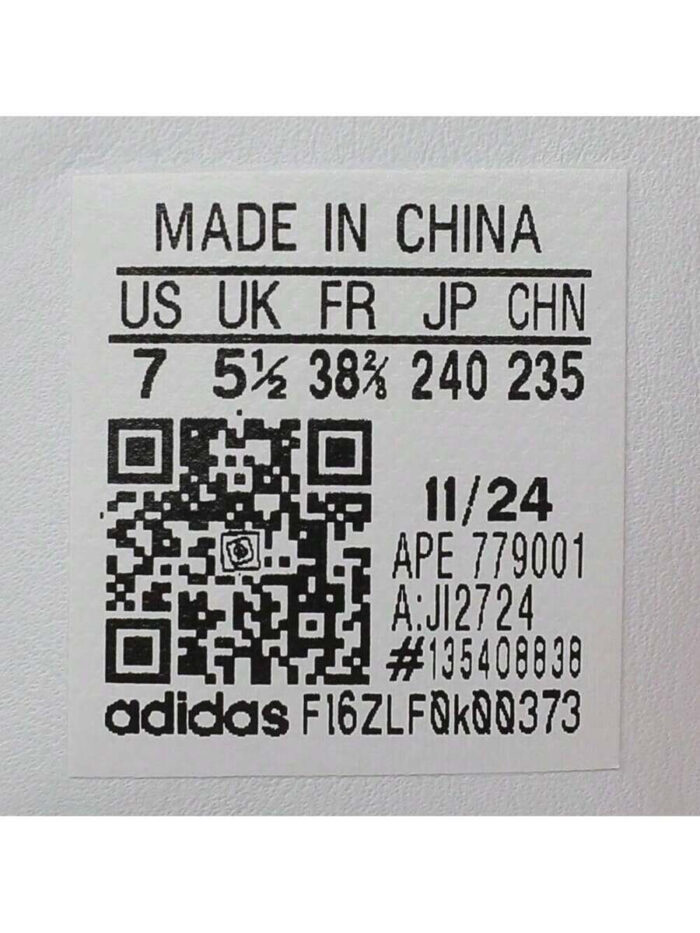 MADE IN CHINA
US UK FR JP CHN
7 5½ 38⅔ 240 235
11/24
APE 779001
A:JI2724
#135408838
adidas F16ZLF0k00373